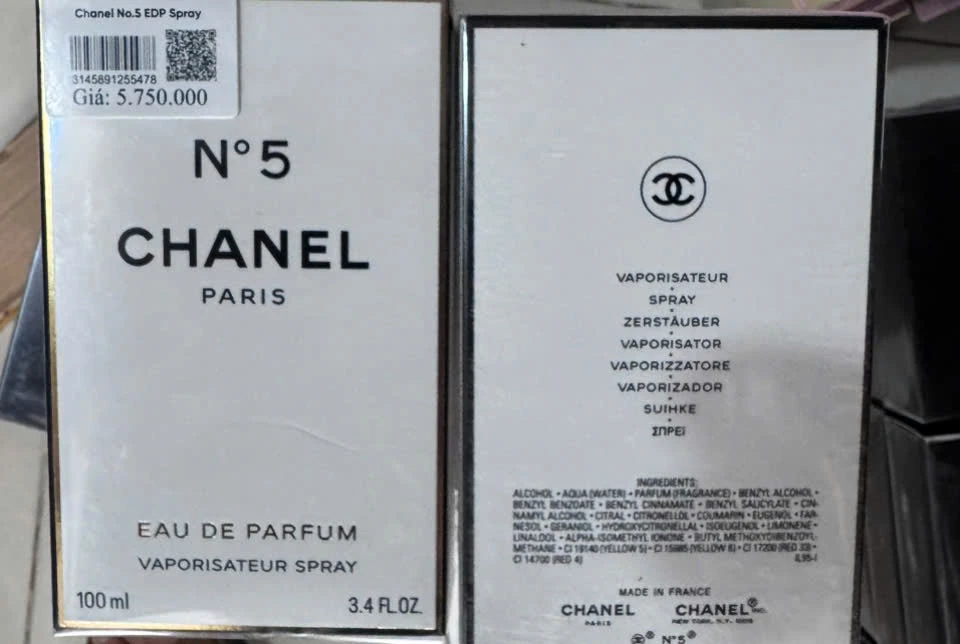 Chanel No.5 EDP Spray
3145891255478
Giá: 5.750.000
N°5
CHANEL
PARIS
EAU DE PARFUM
VAPORISATEUR SPRAY
100 ml
3.4 FL.OZ.
VAPORISATEUR
SPRAY
ZERSTÄUBER
VAPORISATOR
VAPORIZZATORE
VAPORIZADOR
SUIHKE
ΣΠΡΕΪ
INGREDIENTS:
ALCOHOL • AQUA (WATER) • PARFUM (FRAGRANCE) • BENZYL ALCOHOL •
BENZYL BENZOATE • BENZYL CINNAMATE • BENZYL SALICYLATE • CIN-
NAMYL ALCOHOL • CITRAL • CITRONELLOL • COUMARIN • EUGENOL • FAR-
NESOL • GERANIOL • HYDROXYCITRONELLAL • ISOEUGENOL • LIMONENE •
LINALOOL • ALPHA-ISOMETHYL IONONE • BUTYL METHOXYDIBENZOYL-
METHANE • CI 19140 (YELLOW 5) • CI 15985 (YELLOW 6) • CI 17200 (RED 33) •
CI 14700 (RED 4)
MADE IN FRANCE
CHANEL CHANEL® INC.
PARIS NEW YORK, N.Y.
N°5®